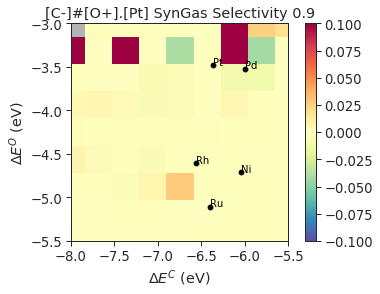 [C-]#[O+].[Pt] SynGas Selectivity 0.9
−3.0
−3.5
−4.0
−4.5
−5.0
−5.5
ΔE^O (eV)
Pt
Pd
Rh
Ni
Ru
−8.0 −7.5 −7.0 −6.5 −6.0 −5.5
ΔE^C (eV)
0.100
0.075
0.050
0.025
0.000
−0.025
−0.050
−0.075
−0.100